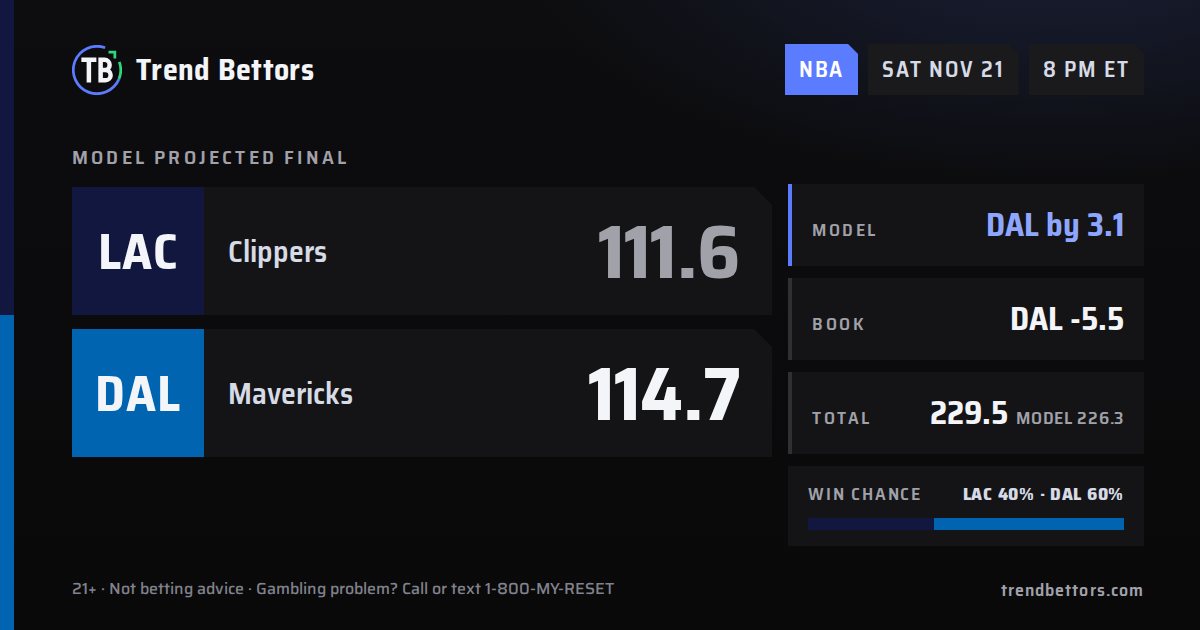 TB Trend Bettors
NBA SAT NOV 21 8 PM ET
MODEL PROJECTED FINAL
LAC Clippers 111.6
DAL Mavericks 114.7
MODEL DAL by 3.1
BOOK DAL -5.5
TOTAL 229.5 MODEL 226.3
WIN CHANCE LAC 40% · DAL 60%
21+ · Not betting advice · Gambling problem? Call or text 1-800-MY-RESET
trendbettors.com